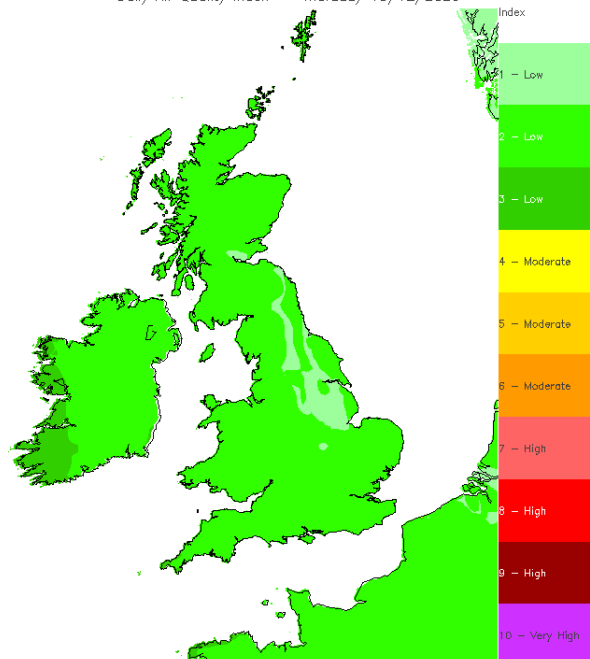 Index
1 - Low
2 - Low
3 - Low
4 - Moderate
5 - Moderate
6 - Moderate
7 - High
8 - High
9 - High
10 - Very High